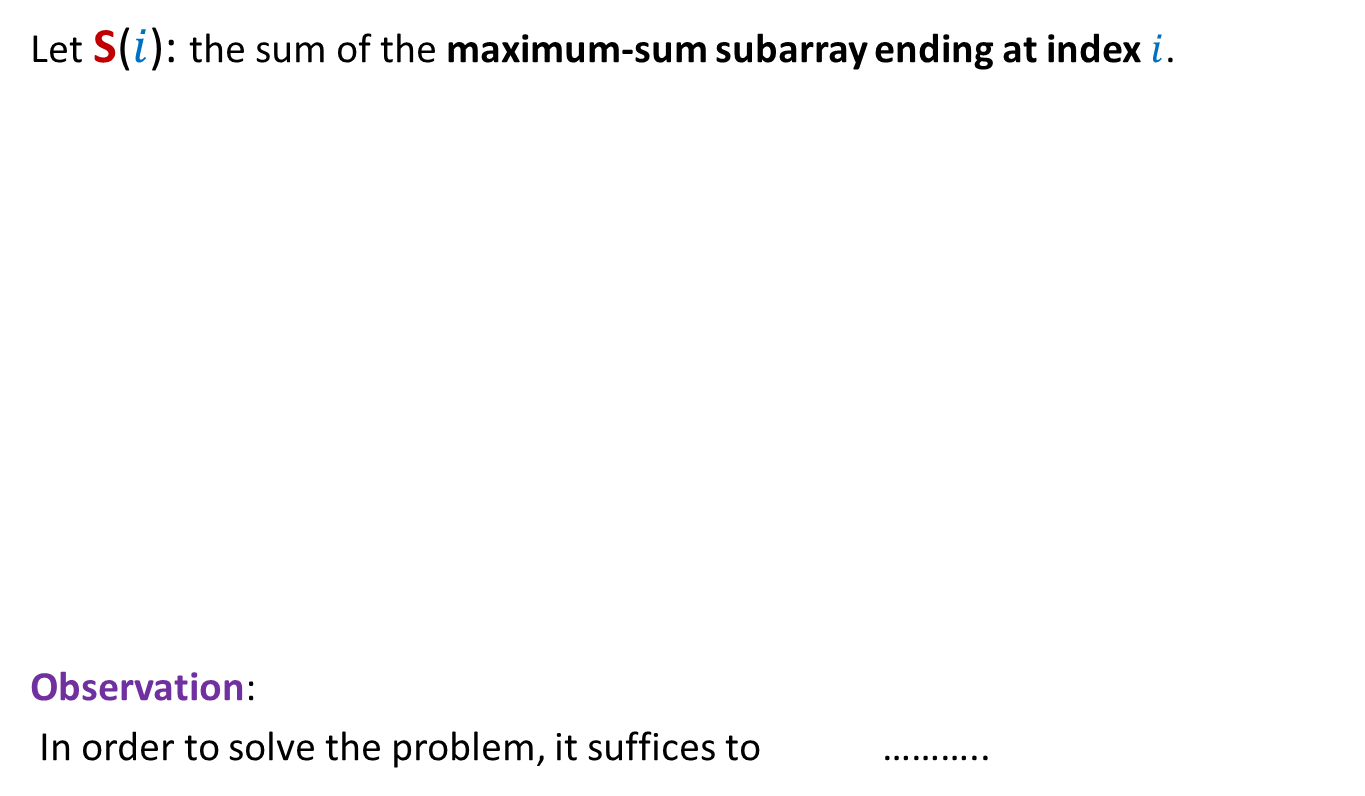 Let S(i): the sum of the maximum-sum subarray ending at index i.
Observation:
In order to solve the problem, it suffices to ………..